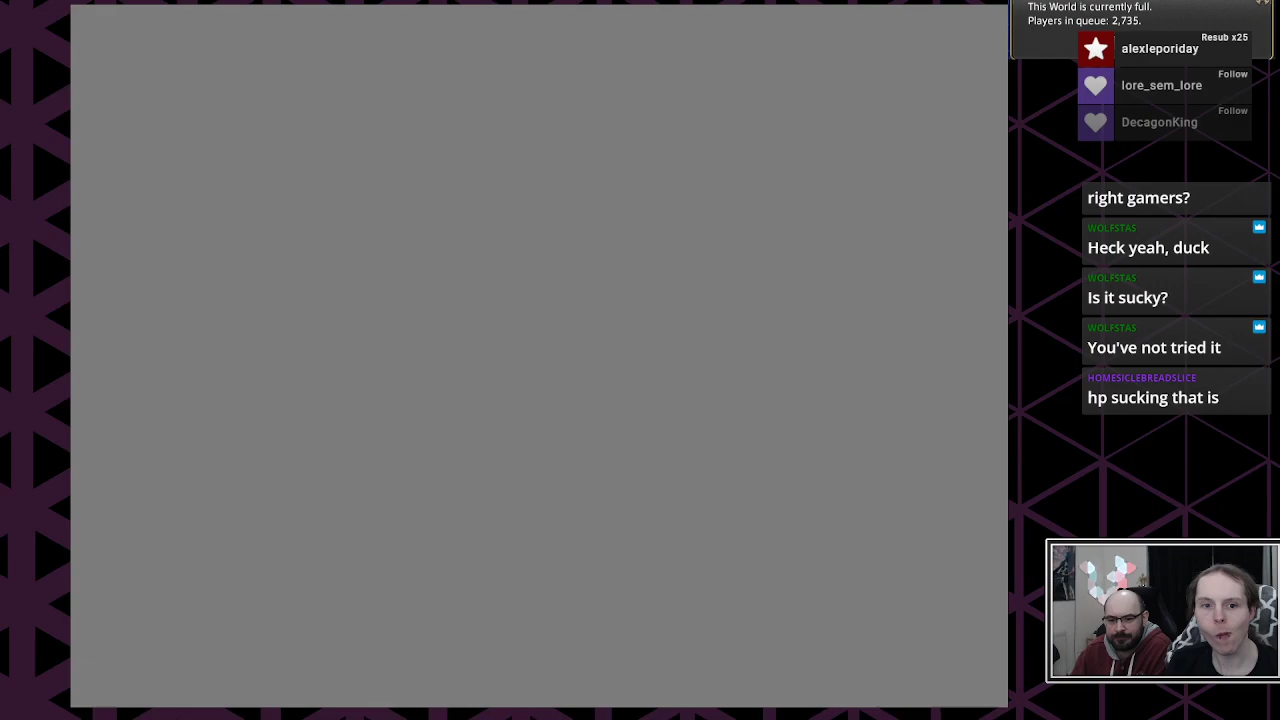 This World is currently full.
Players in queue: 2,735.
Resub x25
alexleporiday
Follow
lore_sem_lore
Follow
DecagonKing
right gamers?
WOLFSTAS
Heck yeah, duck
WOLFSTAS
Is it sucky?
WOLFSTAS
You've not tried it
HOMESICLEBREADSLICE
hp sucking that is